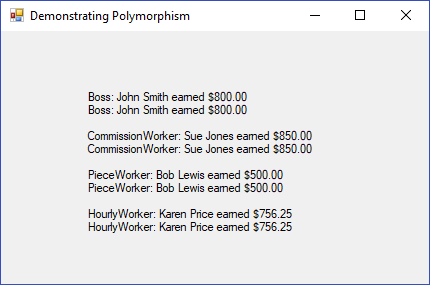 Demonstrating Polymorphism
Boss: John Smith earned $800.00
Boss: John Smith earned $800.00
CommissionWorker: Sue Jones earned $850.00
CommissionWorker: Sue Jones earned $850.00
PieceWorker: Bob Lewis earned $500.00
PieceWorker: Bob Lewis earned $500.00
HourlyWorker: Karen Price earned $756.25
HourlyWorker: Karen Price earned $756.25